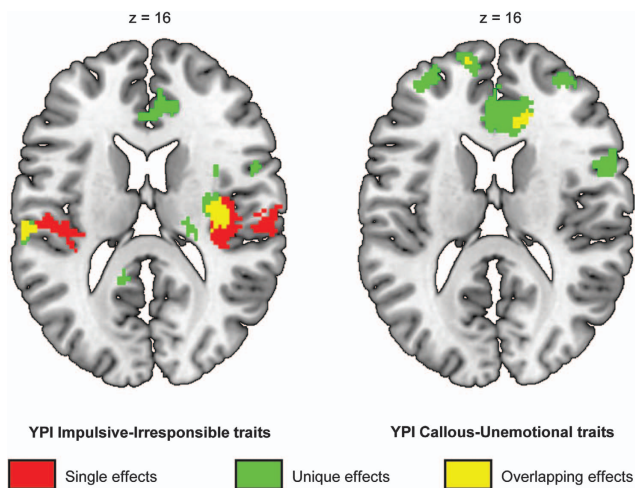 z = 16
z = 16
YPI Impulsive-Irresponsible traits
YPI Callous-Unemotional traits
Single effects
Unique effects
Overlapping effects